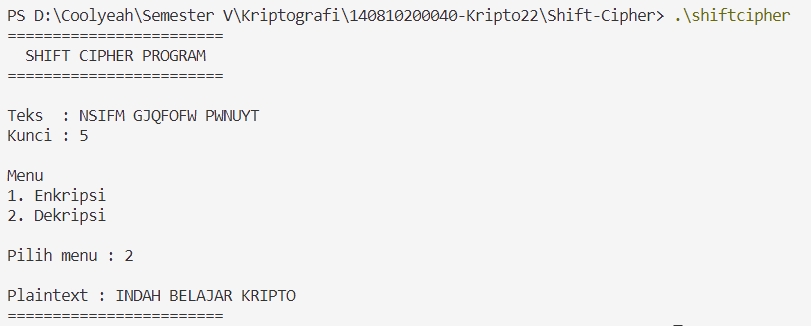 PS D:\Coolyeah\Semester V\Kriptografi\140810200040-Kripto22\Shift-Cipher> .\shiftcipher
========================
SHIFT CIPHER PROGRAM
========================
Teks : NSIFM GJQFOFW PWNUYT
Kunci : 5
Menu
1. Enkripsi
2. Dekripsi
Pilih menu : 2
Plaintext : INDAH BELAJAR KRIPTO
========================